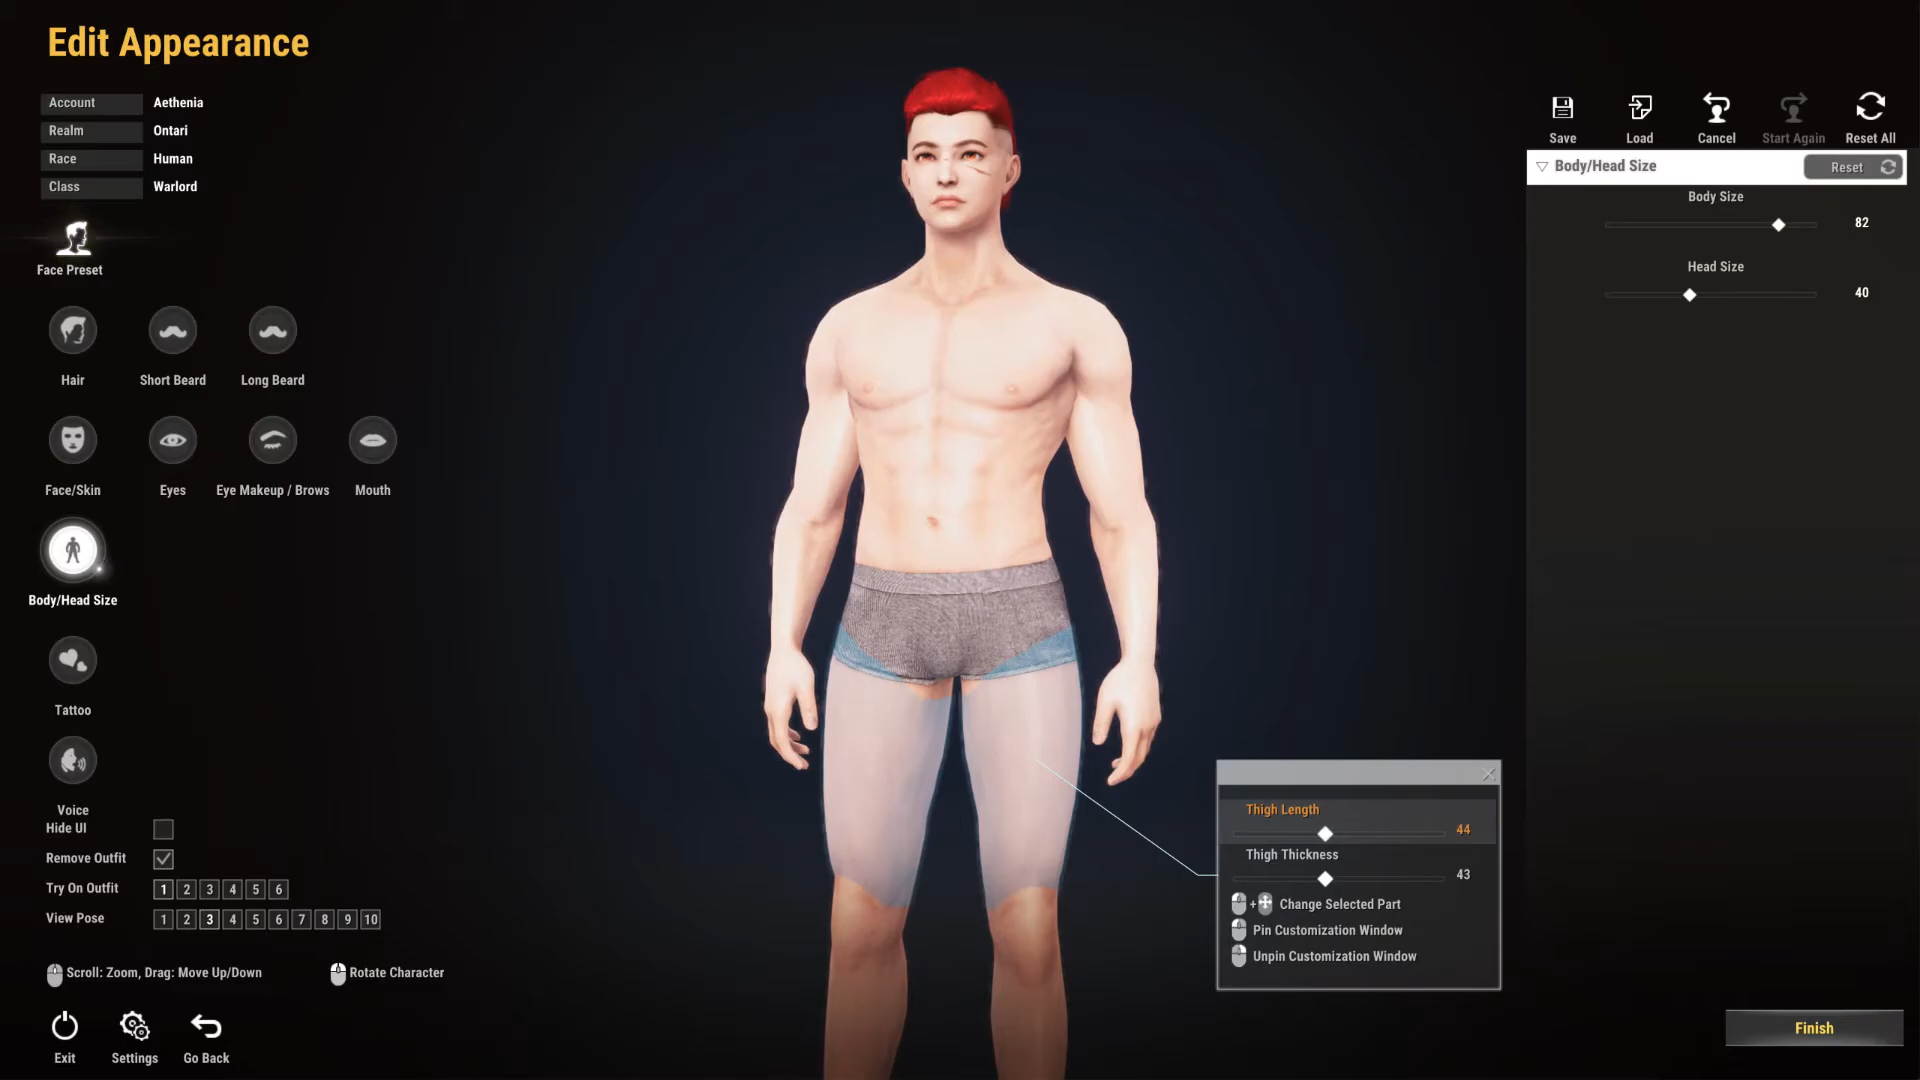 Edit Appearance
Account Aethenia
Realm Ontari
Race Human
Class Warlord
Face Preset
Hair Short Beard Long Beard
Face/Skin Eyes Eye Makeup / Brows Mouth
Body/Head Size
Tattoo
Voice
Hide UI
Remove Outfit
Try On Outfit 1 2 3 4 5 6
View Pose 1 2 3 4 5 6 7 8 9 10
Scroll: Zoom, Drag: Move Up/Down Rotate Character
Exit Settings Go Back
Save Load Cancel Start Again Reset All
Body/Head Size Reset
Body Size
82
Head Size
40
Thigh Length
44
Thigh Thickness
43
+ Change Selected Part
Pin Customization Window
Unpin Customization Window
Finish